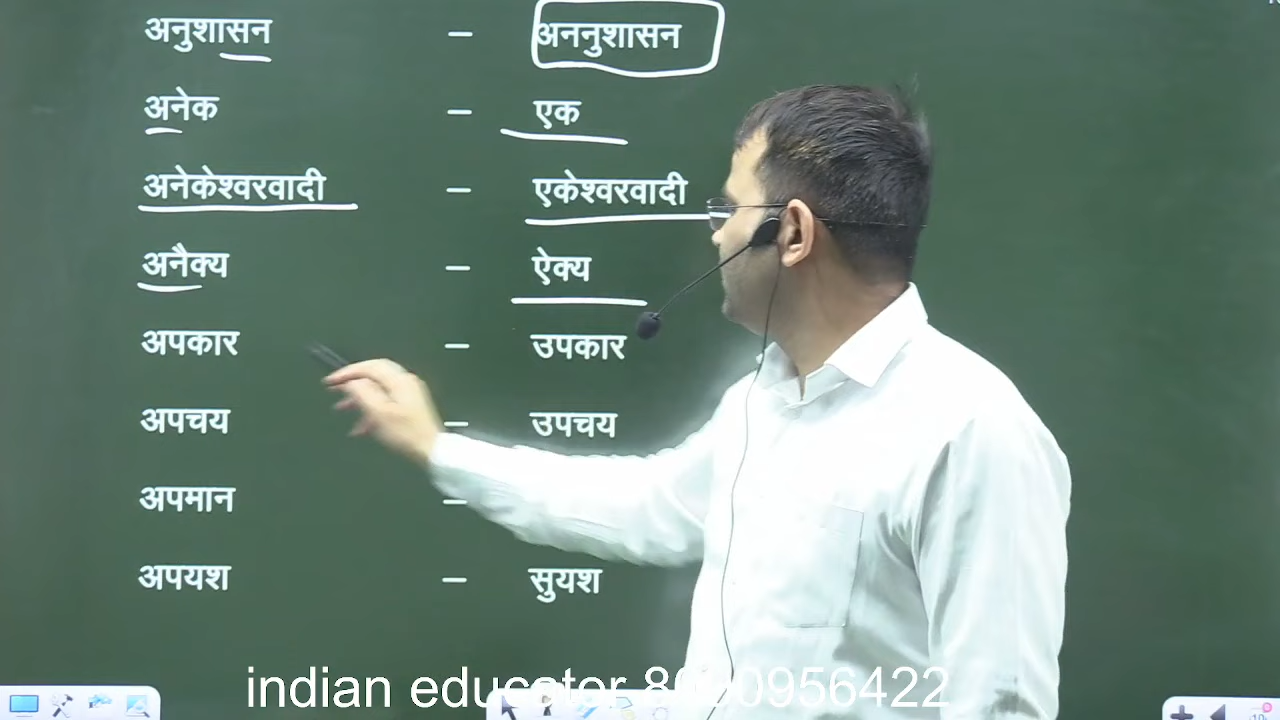 अनुशासन – अननुशासन
अनेक – एक
अनेकेश्वरवादी – एकेश्वरवादी
अनैक्य – ऐक्य
अपकार – उपकार
अपचय – उपचय
अपमान –
अपयश – सुयश
indian educator